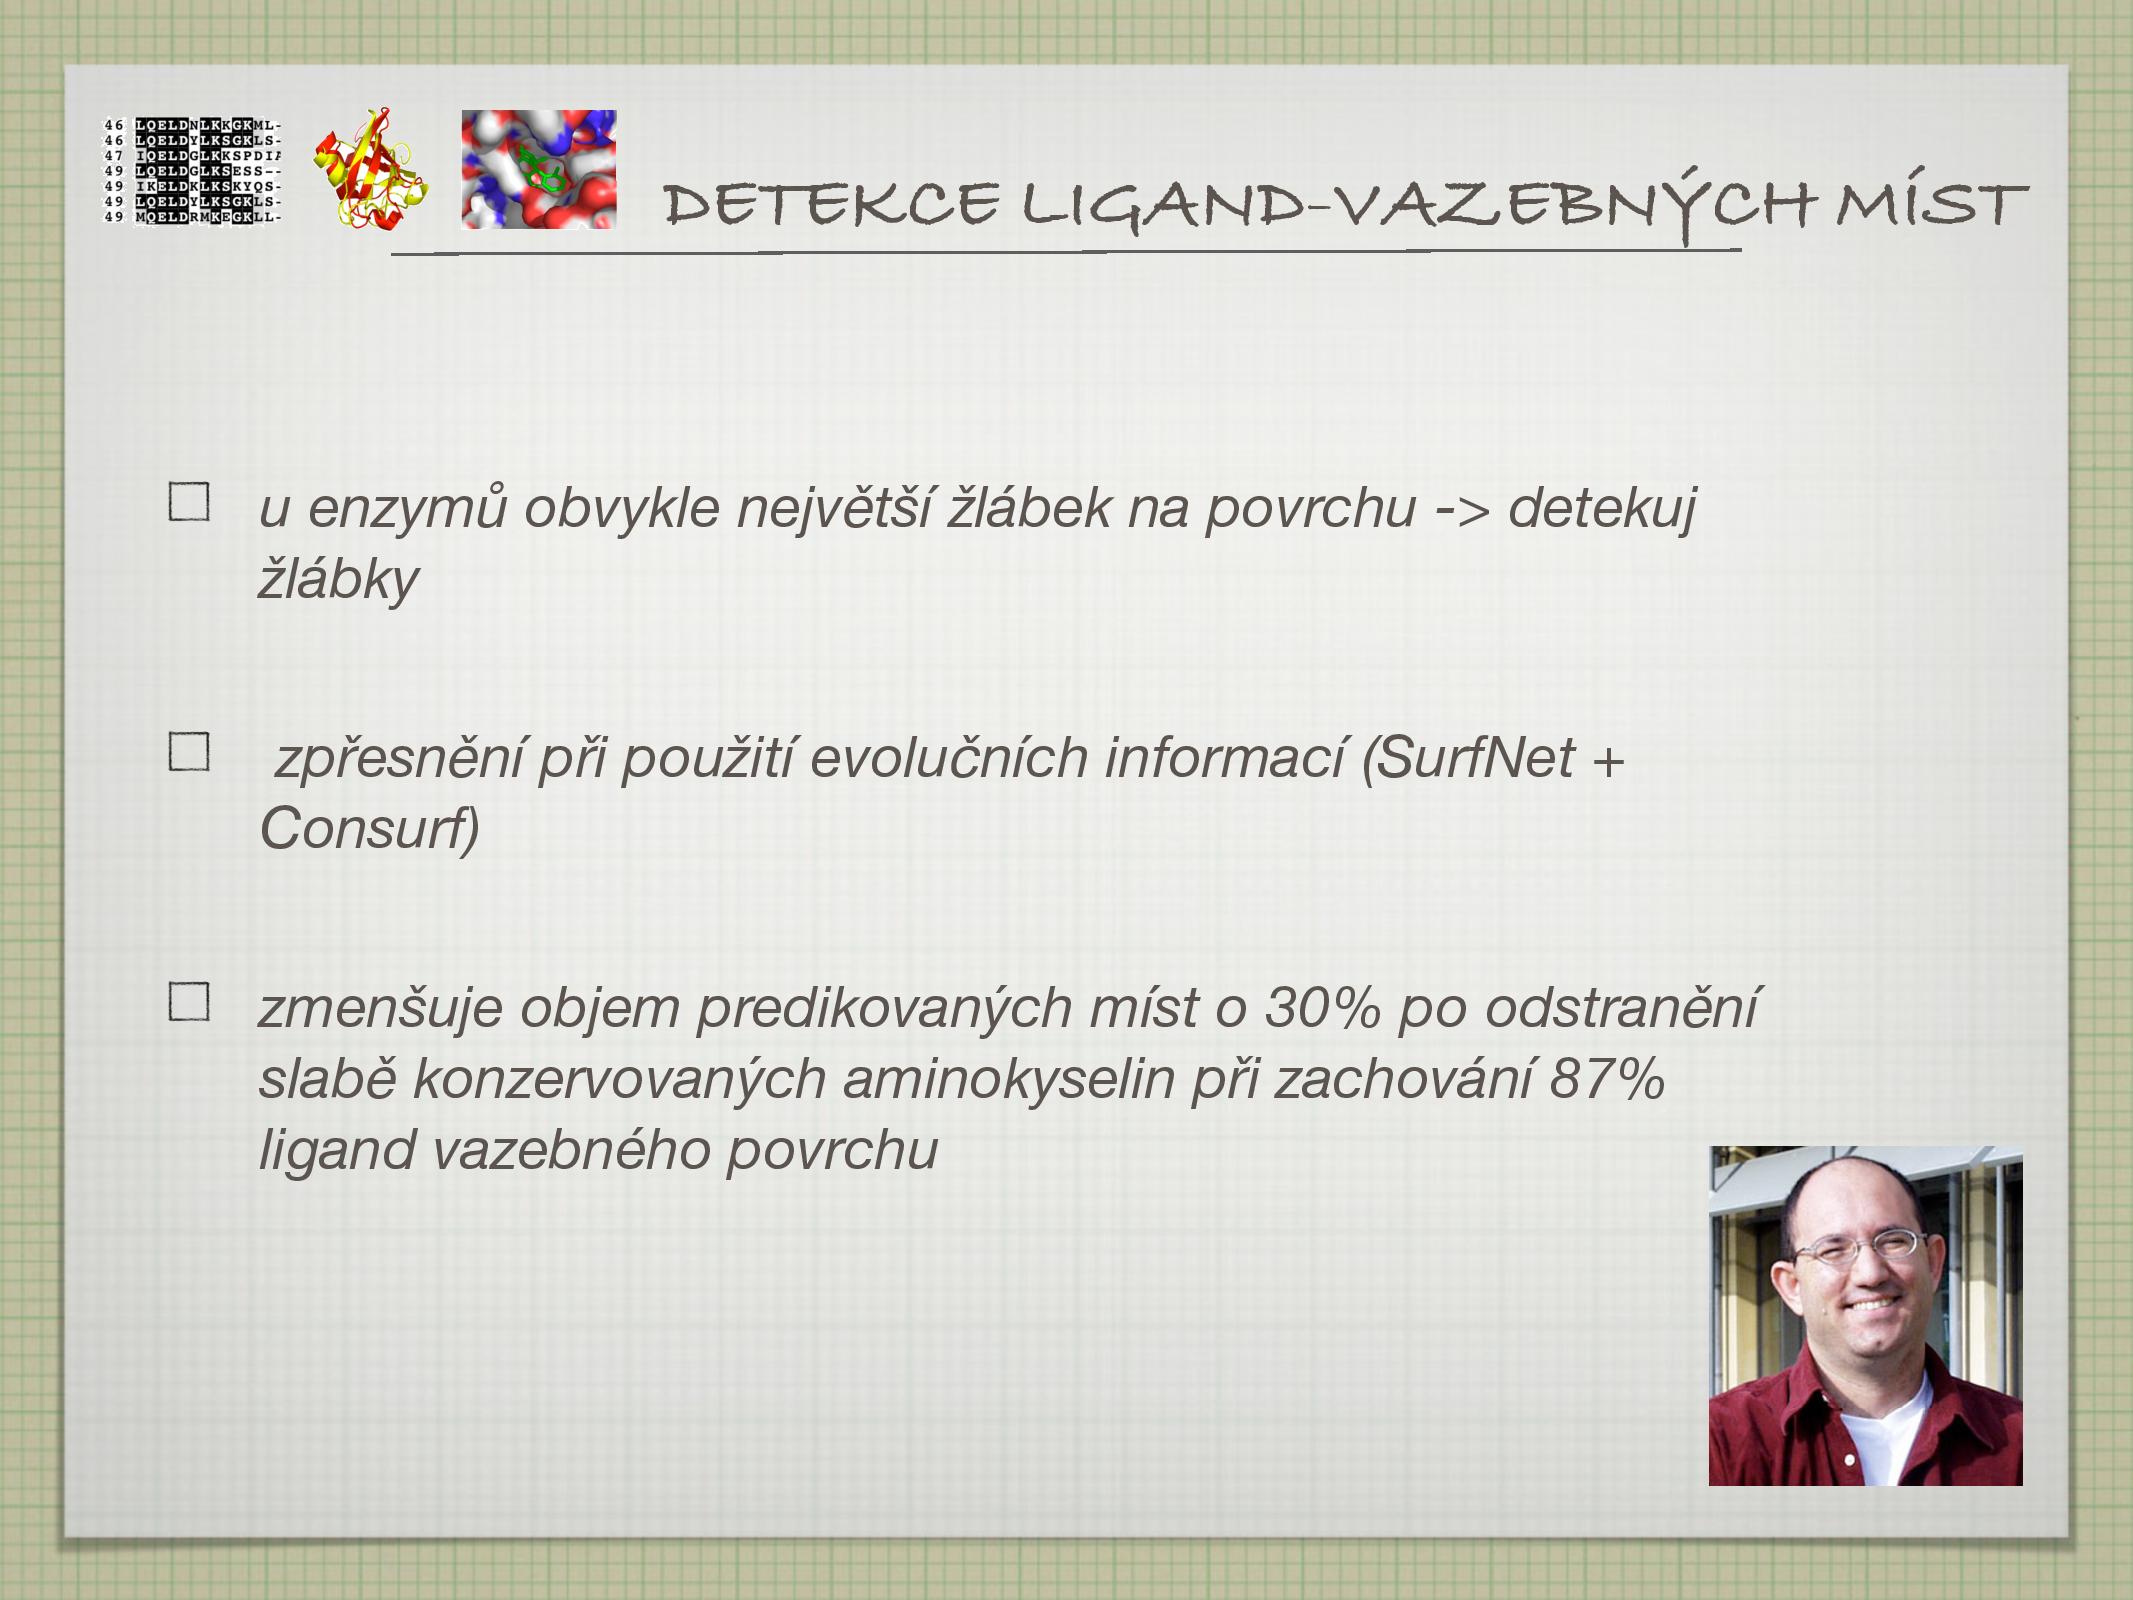 46 LQELDNLKKGKML-
46 LQELDYLKSGKLS-
47 IQELDGLKKSPDIA
49 LQELDGLKSESS--
49 IKELDKLKSKYQS-
49 LQELDYLKSGKLS-
49 MQELDRMKEGKLL-
DETEKCE LIGAND-VAZEBNÝCH MÍST
u enzymů obvykle největší žlábek na povrchu -> detekuj
žlábky
zpřesnění při použití evolučních informací (SurfNet +
Consurf)
zmenšuje objem predikovaných míst o 30% po odstranění
slabě konzervovaných aminokyselin při zachování 87%
ligand vazebného povrchu